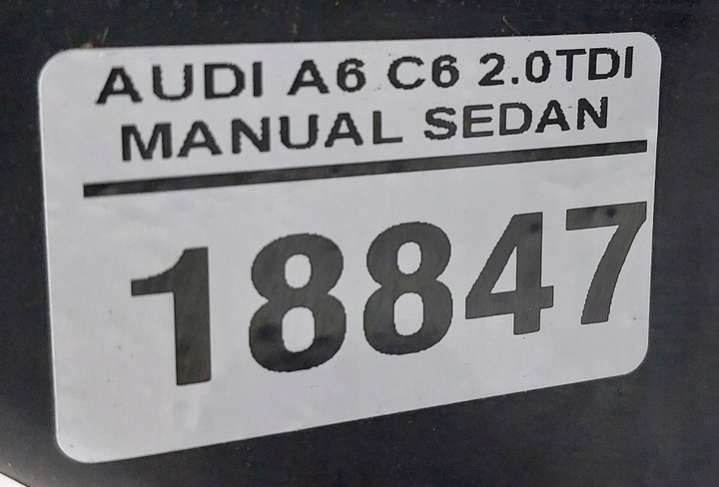 AUDI A6 C6 2.0TDI
MANUAL SEDAN
18847